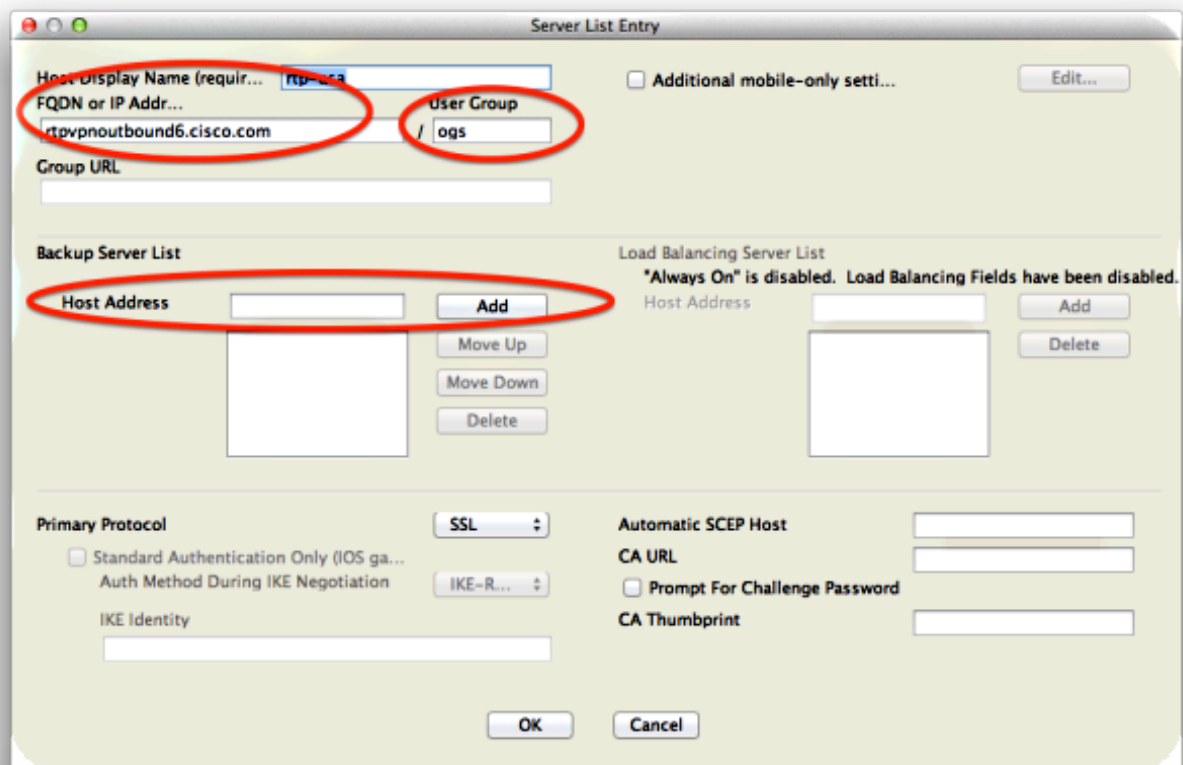 Server List Entry
Host Display Name (requir... rtp-asa
Additional mobile-only setti... Edit...
FQDN or IP Addr... User Group
rtpvpnoutbound6.cisco.com / ogs
Group URL
Backup Server List
Load Balancing Server List
"Always On" is disabled. Load Balancing Fields have been disabled.
Host Address Add
Host Address Add
Move Up
Delete
Move Down
Delete
Primary Protocol SSL
Automatic SCEP Host
Standard Authentication Only (IOS ga...
CA URL
Auth Method During IKE Negotiation IKE-R...
Prompt For Challenge Password
IKE Identity
CA Thumbprint
OK Cancel